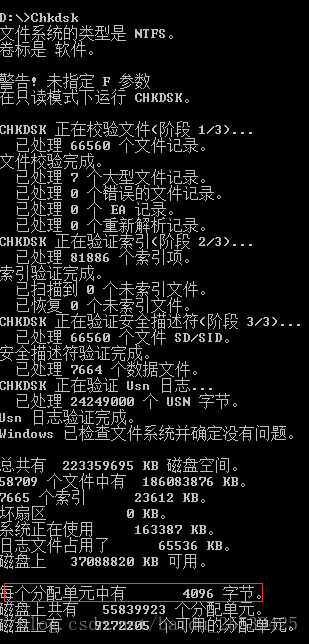 D:\>Chkdsk
文件系统的类型是 NTFS。
卷标是 软件。
警告! 未指定 F 参数
在只读模式下运行 CHKDSK。
CHKDSK 正在校验文件(阶段 1/3)...
已处理 66560 个文件记录。
文件校验完成。
已处理 7 个大型文件记录。
已处理 0 个错误的文件记录。
已处理 0 个 EA 记录。
已处理 0 个重新解析记录。
CHKDSK 正在验证索引(阶段 2/3)...
已处理 81886 个索引项。
索引验证完成。
已扫描到 0 个未索引文件。
已恢复 0 个未索引文件。
CHKDSK 正在验证安全描述符(阶段 3/3)...
已处理 66560 个文件 SD/SID。
安全描述符验证完成。
已处理 7664 个数据文件。
CHKDSK 正在验证 Usn 日志...
已处理 24249000 个 USN 字节。
Usn 日志验证完成。
Windows 已检查文件系统并确定没有问题。
总共有 223359695 KB 磁盘空间。
58709 个文件中有 186083876 KB。
7665 个索引 23612 KB。
坏扇区 0 KB。
系统正在使用 163387 KB。
日志文件占用了 65536 KB。
磁盘上 37088820 KB 可用。
每个分配单元中有 4096 字节。
磁盘上共有 55839923 个分配单元。
磁盘上有 9272205 个可用的分配单元。